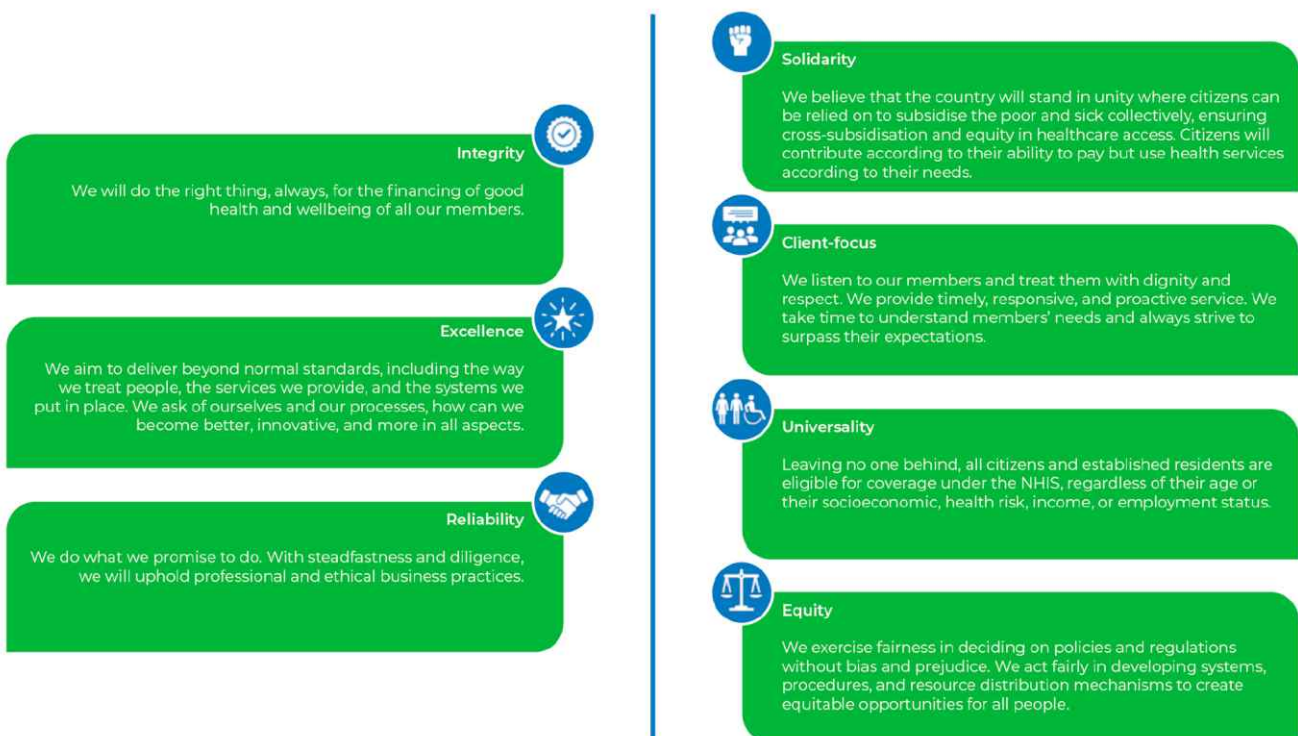 Integrity
We will do the right thing, always, for the financing of good
health and wellbeing of all our members.
Excellence
We aim to deliver beyond normal standards, including the way
we treat people, the services we provide, and the systems we
put in place. We ask of ourselves and our processes, how can we
become better, innovative, and more in all aspects.
Reliability
We do what we promise to do. With steadfastness and diligence,
we will uphold professional and ethical business practices.
Solidarity
We believe that the country will stand in unity where citizens can
be relied on to subsidise the poor and sick collectively, ensuring
cross-subsidisation and equity in healthcare access. Citizens will
contribute according to their ability to pay but use health services
according to their needs.
Client-focus
We listen to our members and treat them with dignity and
respect. We provide timely, responsive, and proactive service. We
take time to understand members' needs and always strive to
surpass their expectations.
Universality
Leaving no one behind, all citizens and established residents are
eligible for coverage under the NHIS, regardless of their age or
their socioeconomic, health risk, income, or employment status.
Equity
We exercise fairness in deciding on policies and regulations
without bias and prejudice. We act fairly in developing systems,
procedures, and resource distribution mechanisms to create
equitable opportunities for all people.